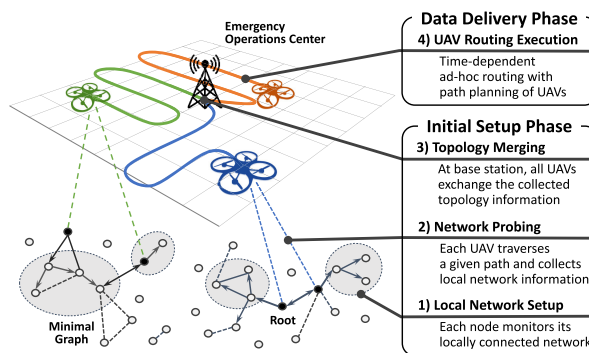 Emergency
Operations Center
Data Delivery Phase
4) UAV Routing Execution
Time-dependent
ad-hoc routing with
path planning of UAVs
Initial Setup Phase
3) Topology Merging
At base station, all UAVs
exchange the collected
topology information
2) Network Probing
Each UAV traverses
a given path and collects
local network information
1) Local Network Setup
Each node monitors its
locally connected network
Minimal
Graph
Root